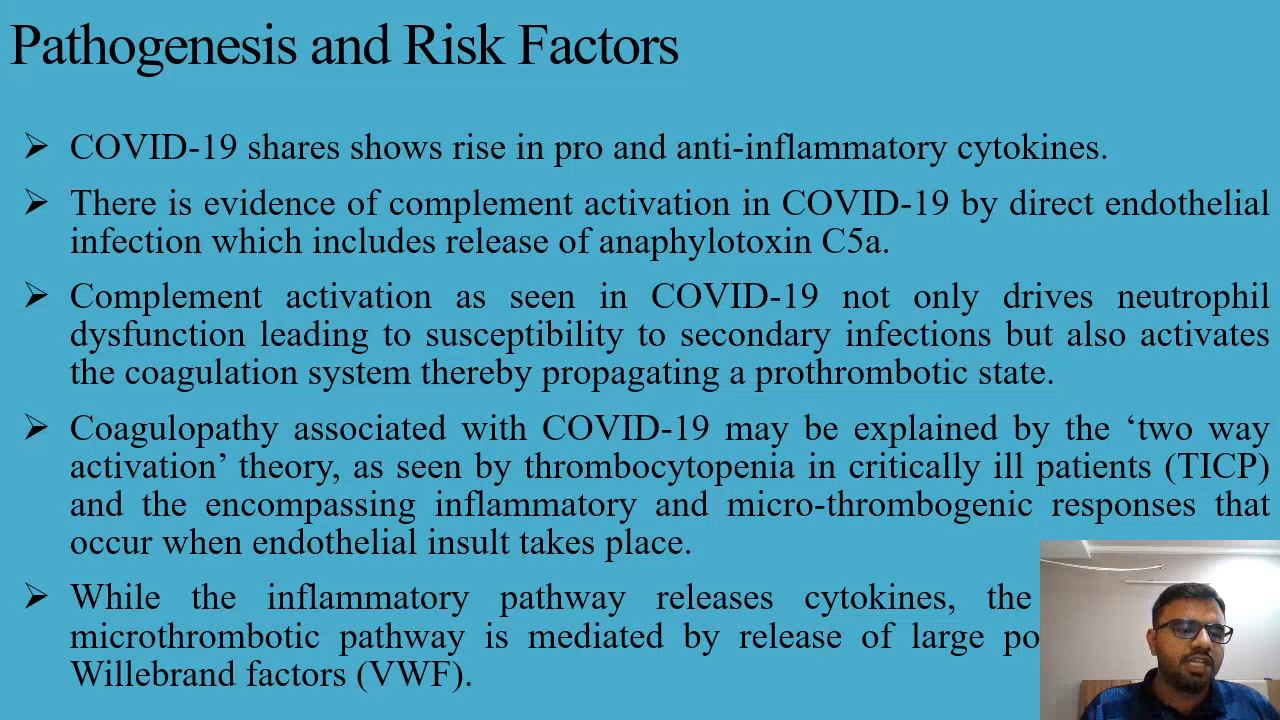 Pathogenesis and Risk Factors
➢ COVID-19 shares shows rise in pro and anti-inflammatory cytokines.
➢ There is evidence of complement activation in COVID-19 by direct endothelial
infection which includes release of anaphylotoxin C5a.
➢ Complement activation as seen in COVID-19 not only drives neutrophil
dysfunction leading to susceptibility to secondary infections but also activates
the coagulation system thereby propagating a prothrombotic state.
➢ Coagulopathy associated with COVID-19 may be explained by the ‘two way
activation’ theory, as seen by thrombocytopenia in critically ill patients (TICP)
and the encompassing inflammatory and micro-thrombogenic responses that
occur when endothelial insult takes place.
➢ While the inflammatory pathway releases cytokines, the
microthrombotic pathway is mediated by release of large
Willebrand factors (VWF).